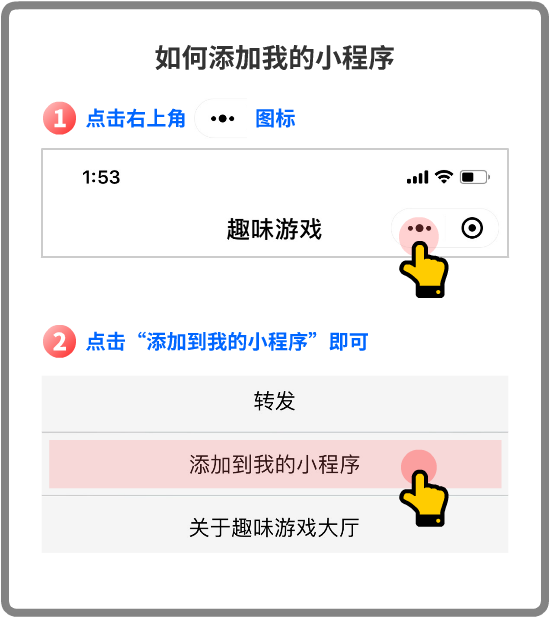 如何添加我的小程序
1 点击右上角 ••• 图标
1:53
趣味游戏
2 点击“添加到我的小程序”即可
转发
添加到我的小程序
关于趣味游戏大厅